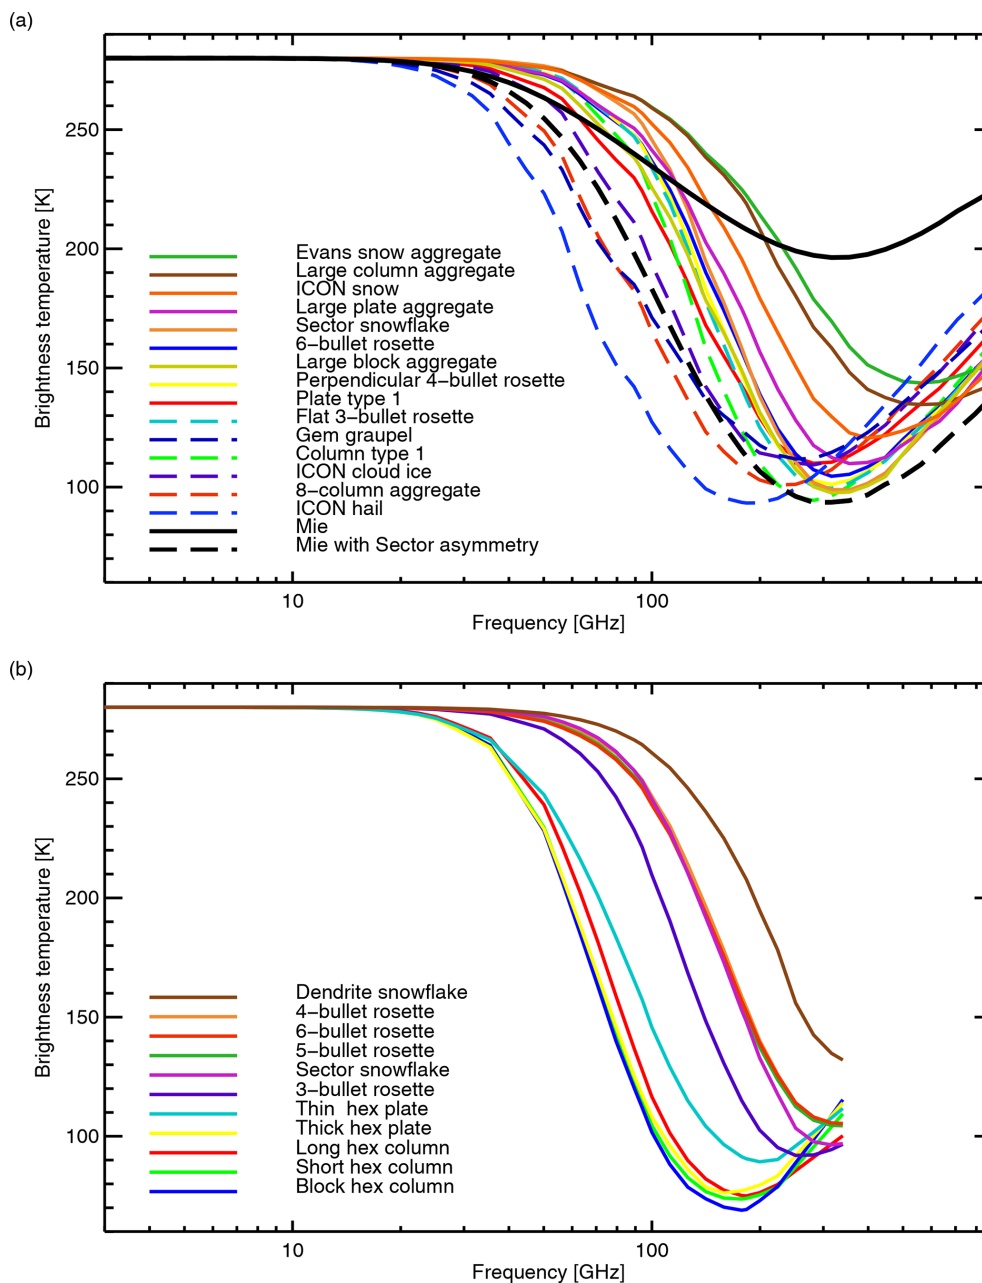 (a)
250
200
150
100
Brightness temperature [K]
Evans snow aggregate
Large column aggregate
ICON snow
Large plate aggregate
Sector snowflake
6−bullet rosette
Large block aggregate
Perpendicular 4−bullet rosette
Plate type 1
Flat 3−bullet rosette
Gem graupel
Column type 1
ICON cloud ice
8−column aggregate
ICON hail
Mie
Mie with Sector asymmetry
10
100
Frequency [GHz]
(b)
250
200
150
100
Brightness temperature [K]
Dendrite snowflake
4−bullet rosette
6−bullet rosette
5−bullet rosette
Sector snowflake
3−bullet rosette
Thin  hex plate
Thick hex plate
Long hex column
Short hex column
Block hex column
10
100
Frequency [GHz]